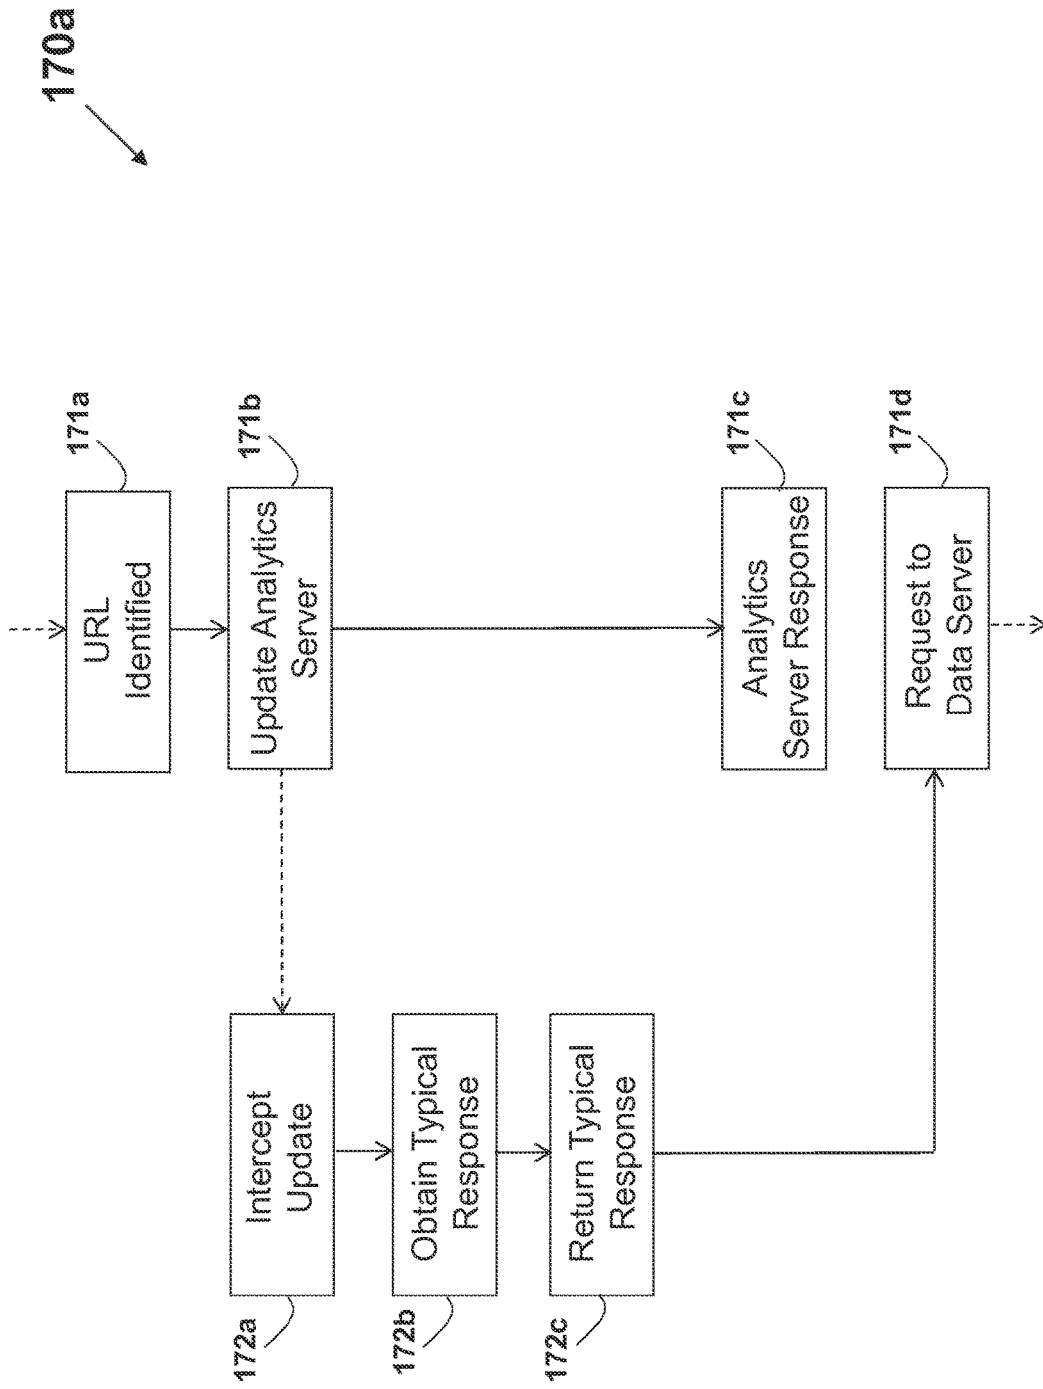 170a
171a
URL
Identified
171b
Update Analytics
Server
171c
Analytics
Server Response
171d
Request to
Data Server
172a
Intercept
Update
172b
Obtain Typical
Response
172c
Return Typical
Response